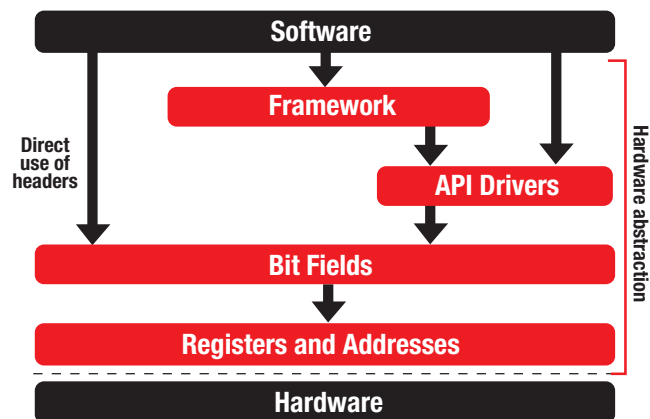 Software
Framework
Direct
use of
headers
API Drivers
Hardware abstraction
Bit Fields
Registers and Addresses
Hardware